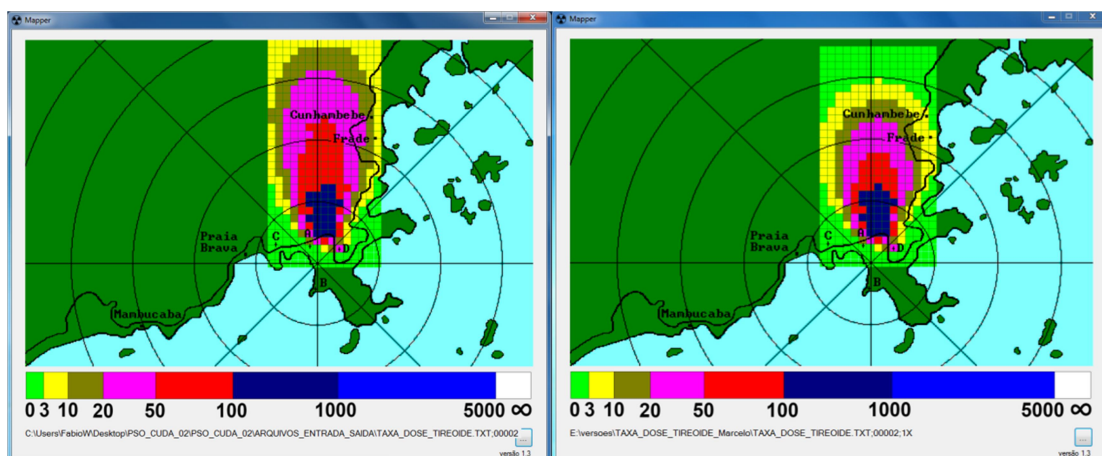 Mapper
Cunhambebe
Frade
Praia
Brava
C
A
D
B
Mambucaba
0 3 10 20 50 100 1000 5000 ∞
C:\Users\FabioW\Desktop\PSO_CUDA_02\PSO_CUDA_02\ARQUIVOS_ENTRADA_SAIDA\TAXA_DOSE_TIREOIDE.TXT;00002
...
versão 1.3
Mapper
Cunhambebe
Frade
Praia
Brava
C
A
D
B
Mambucaba
0 3 10 20 50 100 1000 5000 ∞
E:\versoes\TAXA_DOSE_TIREOIDE_Marcelo\TAXA_DOSE_TIREOIDE.TXT;00002;1X
...
versão 1.3